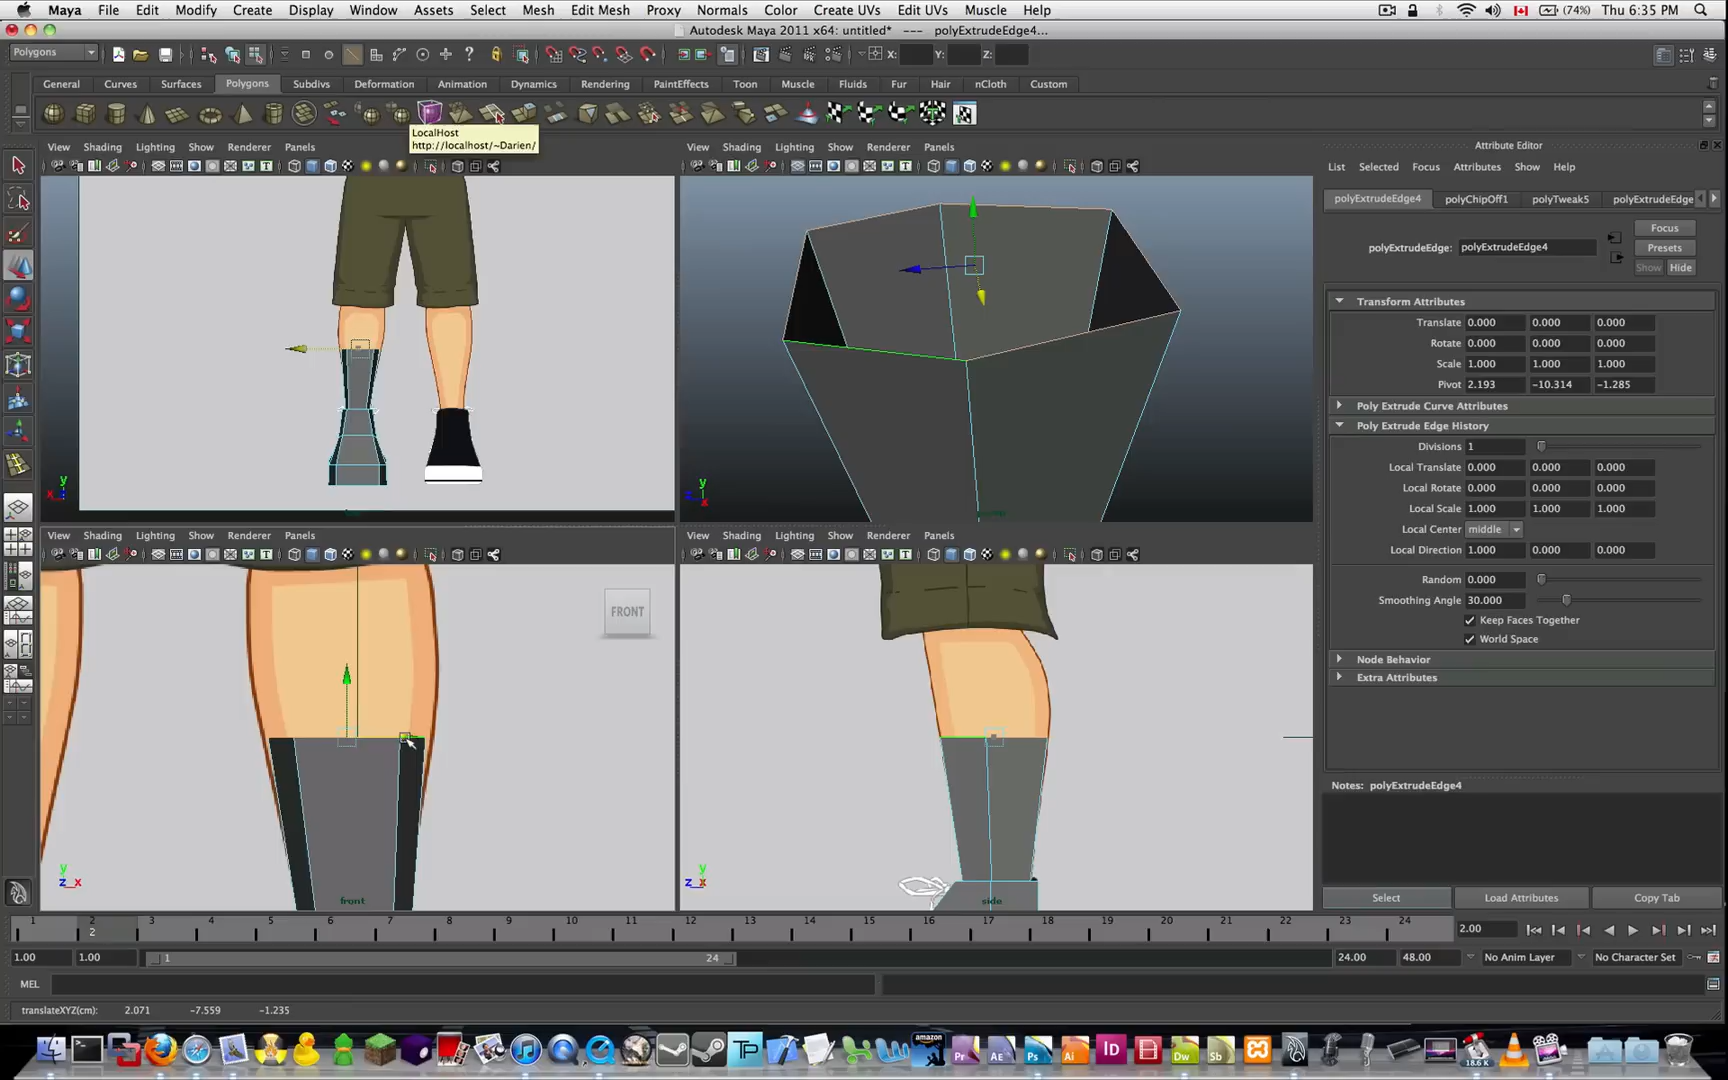 Maya File Edit Modify Create Display Window Assets Select Mesh Edit Mesh Proxy Normals Color Create UVs Edit UVs Muscle Help (74%) Thu 6:35 PM
Autodesk Maya 2011 x64: untitled* --- polyExtrudeEdge4...
Polygons X: Y: Z:
General Curves Surfaces Polygons Subdivs Deformation Animation Dynamics Rendering PaintEffects Toon Muscle Fluids Fur Hair nCloth Custom
LocalHost
http://localhost/~Darien/
View Shading Lighting Show Renderer Panels
View Shading Lighting Show Renderer Panels
y
x
y
z x
persp
View Shading Lighting Show Renderer Panels
View Shading Lighting Show Renderer Panels
FRONT
y
z x
front
y
z x
side
Attribute Editor
List Selected Focus Attributes Show Help
polyExtrudeEdge4 polyChipOff1 polyTweak5 polyExtrudeEdge
polyExtrudeEdge: polyExtrudeEdge4
Focus
Presets
Show Hide
Transform Attributes
Translate 0.000 0.000 0.000
Rotate 0.000 0.000 0.000
Scale 1.000 1.000 1.000
Pivot 2.193 -10.314 -1.285
Poly Extrude Curve Attributes
Poly Extrude Edge History
Divisions 1
Local Translate 0.000 0.000 0.000
Local Rotate 0.000 0.000 0.000
Local Scale 1.000 1.000 1.000
Local Center middle
Local Direction 1.000 0.000 0.000
Random 0.000
Smoothing Angle 30.000
Keep Faces Together
World Space
Node Behavior
Extra Attributes
Notes: polyExtrudeEdge4
Select Load Attributes Copy Tab
1 2 3 4 5 6 7 8 9 10 11 12 13 14 15 16 17 18 19 20 21 22 23 24
2
2.00
1.00 1.00 1 24 24.00 48.00 No Anim Layer No Character Set
MEL
translateXYZ(cm): 2.071 -7.559 -1.235
TP amazon Pr AE Ps Ai Id Dw Sb 18.6 K